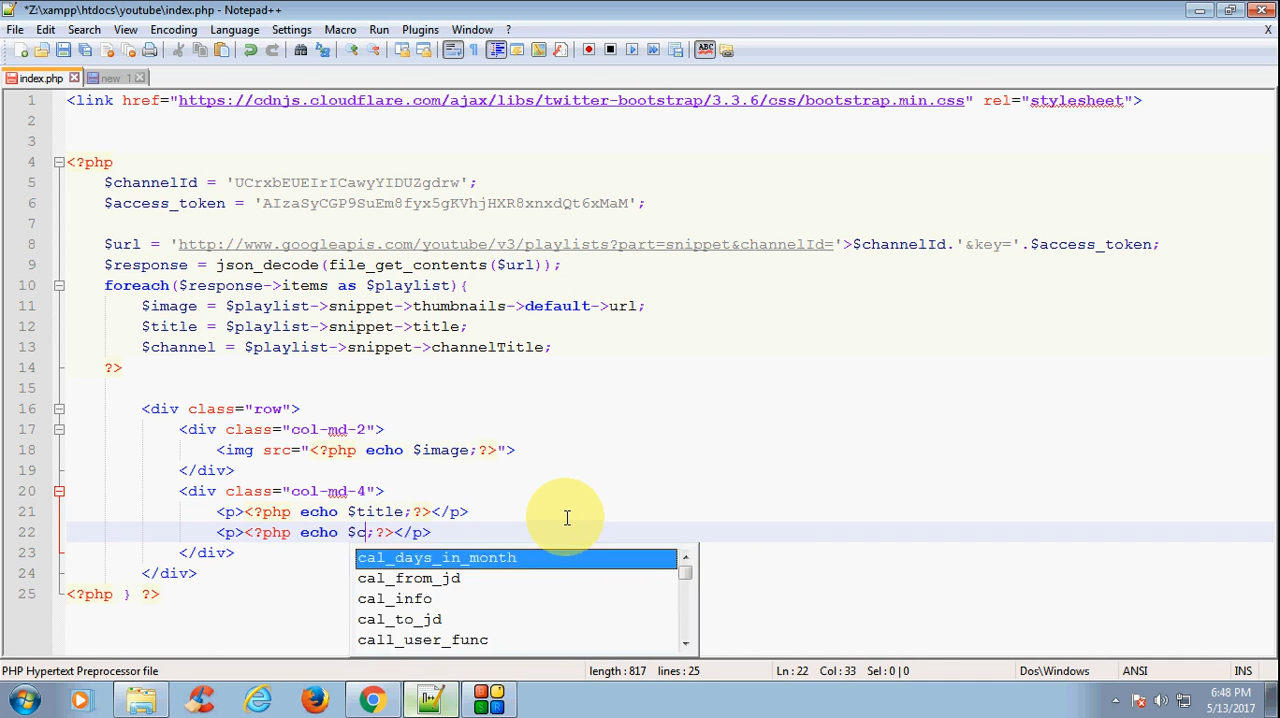 *Z:\xampp\htdocs\youtube\index.php - Notepad++
File Edit Search View Encoding Language Settings Macro Run Plugins Window ? X
index.php new 1
1 <link href="https://cdnjs.cloudflare.com/ajax/libs/twitter-bootstrap/3.3.6/css/bootstrap.min.css" rel="stylesheet">
2
3
4 <?php
5 $channelId = 'UCrxbEUEIrICawyYIDUZgdrw';
6 $access_token = 'AIzaSyCGP9SuEm8fyx5gKVhjHXR8xnxdQt6xMaM';
7
8 $url = 'http://www.googleapis.com/youtube/v3/playlists?part=snippet&channelId='>$channelId.'&key='.$access_token;
9 $response = json_decode(file_get_contents($url));
10 foreach($response->items as $playlist){
11 $image = $playlist->snippet->thumbnails->default->url;
12 $title = $playlist->snippet->title;
13 $channel = $playlist->snippet->channelTitle;
14 ?>
15
16 <div class="row">
17 <div class="col-md-2">
18 <img src="<?php echo $image;?>">
19 </div>
20 <div class="col-md-4">
21 <p><?php echo $title;?></p>
22 <p><?php echo $c;?></p>
23 </div>
24 </div>
25 <?php } ?>
cal_days_in_month
cal_from_jd
cal_info
cal_to_jd
call_user_func
PHP Hypertext Preprocessor file length : 817 lines : 25 Ln : 22 Col : 33 Sel : 0 | 0 Dos\Windows ANSI INS
6:48 PM
5/13/2017